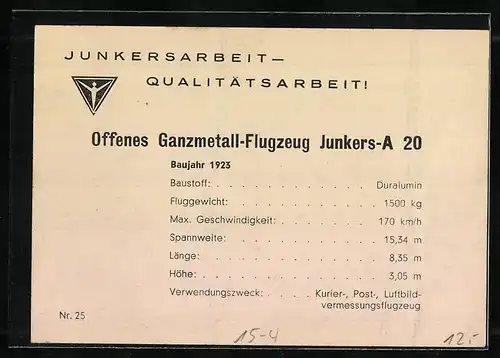 JUNKERSARBEIT—
QUALITÄTSARBEIT!
Offenes Ganzmetall-Flugzeug Junkers-A 20
Baujahr 1923
Baustoff: . . . . . . . . . . . . Duralumin
Fluggewicht: . . . . . . . . . . . 1500 kg
Max. Geschwindigkeit: . . . . . . . 170 km/h
Spannweite: . . . . . . . . . . . 15,34 m
Länge: . . . . . . . . . . . . . 8,35 m
Höhe: . . . . . . . . . . . . . 3,05 m
Verwendungszweck: . . . Kurier-, Post-, Luftbild-
vermessungsflugzeug
Nr. 25
15-4
12.-